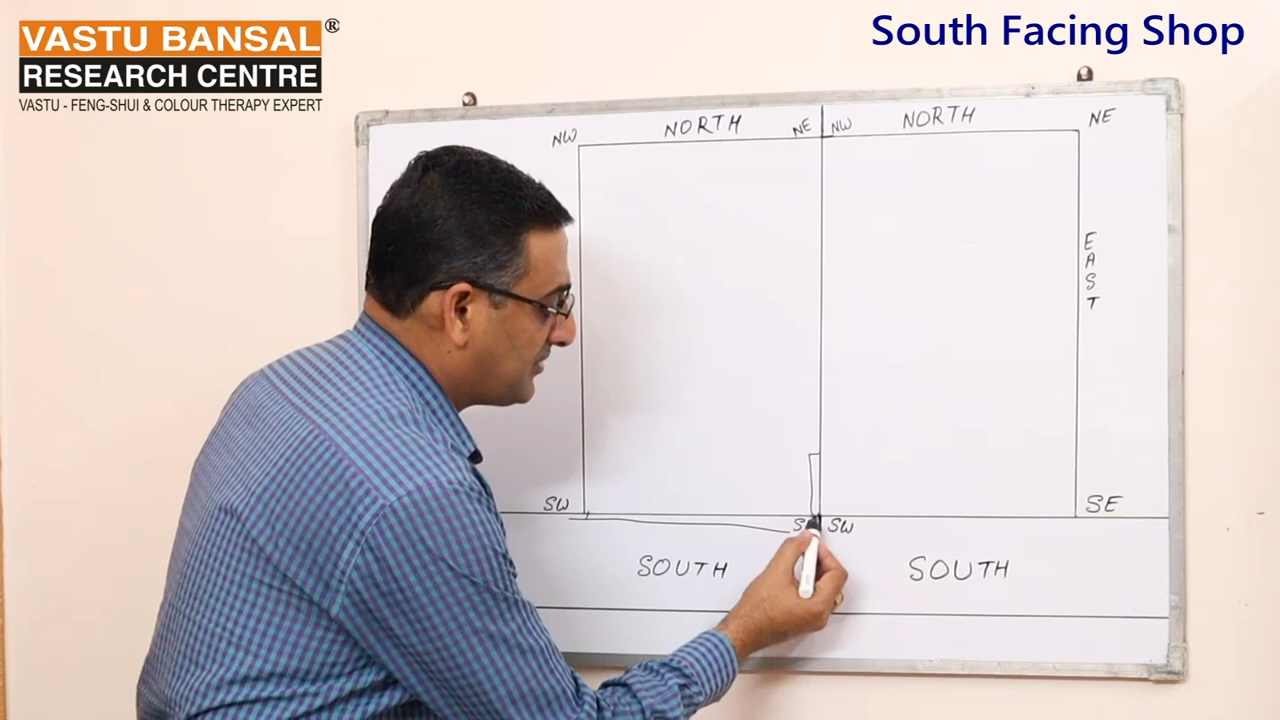 VASTU BANSAL®
RESEARCH CENTRE
VASTU - FENG-SHUI & COLOUR THERAPY EXPERT
South Facing Shop
NW NORTH NE NW NORTH NE
EAST
SW SW SE
SOUTH SOUTH